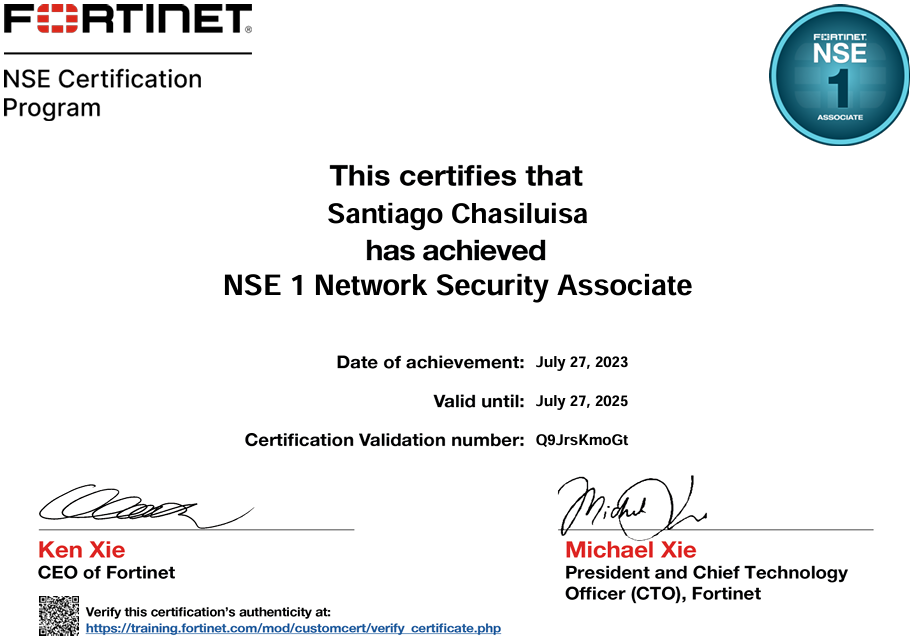 FORTINET®
NSE Certification
Program
FORTINET
NSE
1
ASSOCIATE
This certifies that
Santiago Chasiluisa
has achieved
NSE 1 Network Security Associate
Date of achievement: July 27, 2023
Valid until: July 27, 2025
Certification Validation number: Q9JrsKmoGt
Ken Xie
CEO of Fortinet
Michael Xie
President and Chief Technology
Officer (CTO), Fortinet
Verify this certification's authenticity at:
https://training.fortinet.com/mod/customcert/verify_certificate.php